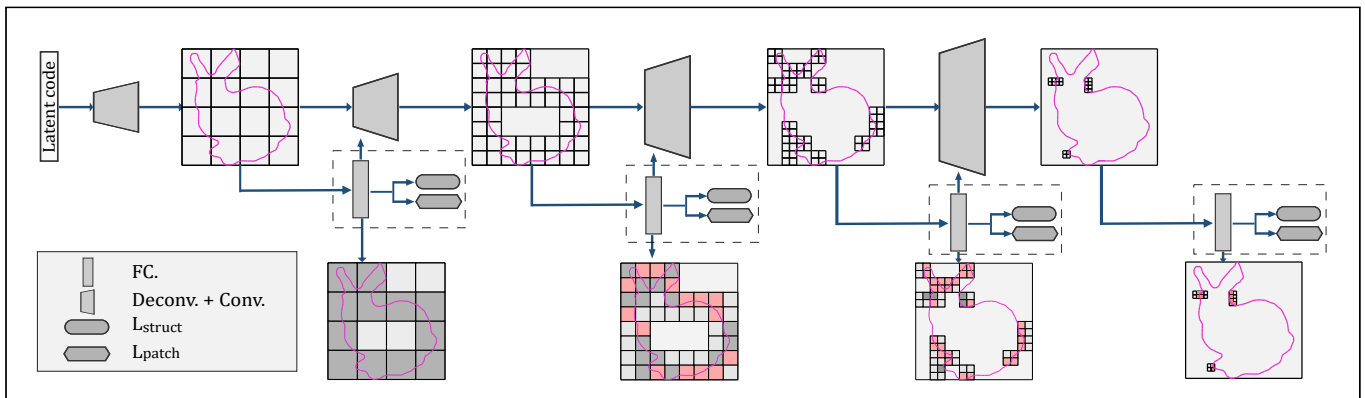 Latent code
FC.
Deconv. + Conv.
Lstruct
Lpatch